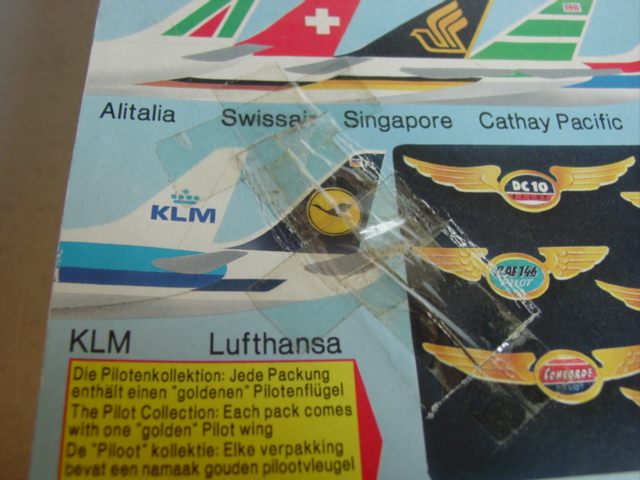 Alitalia Swissair Singapore Cathay Pacific
KLM
DC 10
PILOT
BAE 146
PILOT
CONCORDE
PILOT
KLM Lufthansa
Die Pilotenkollektion: Jede Packung
enthält einen "goldenen" Pilotenflügel
The Pilot Collection: Each pack comes
with one "golden" Pilot wing
De "Piloot" kollektie: Elke verpakking
bevat een namaak gouden pilootvleugel